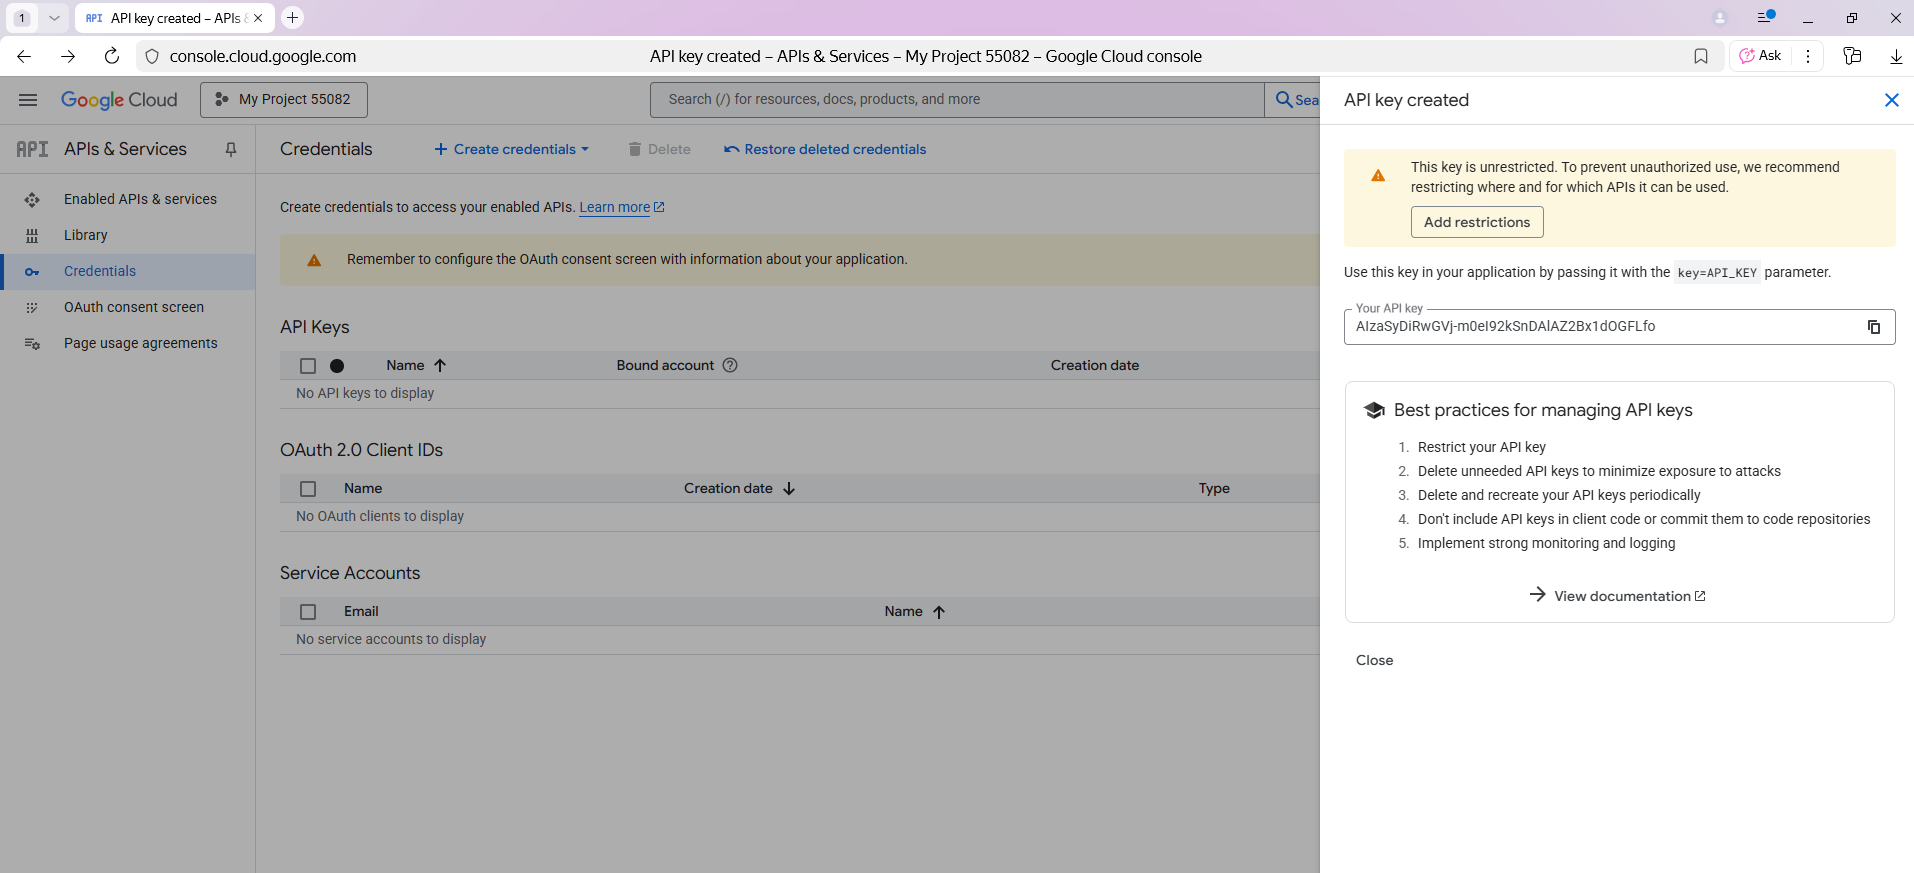 1
API key created – APIs &
console.cloud.google.com
API key created – APIs & Services – My Project 55082 – Google Cloud console
Ask
Google Cloud
My Project 55082
Search (/) for resources, docs, products, and more
Sea
API
APIs & Services
Enabled APIs & services
Library
Credentials
OAuth consent screen
Page usage agreements
Credentials
Create credentials
Delete
Restore deleted credentials
Create credentials to access your enabled APIs. Learn more
Remember to configure the OAuth consent screen with information about your application.
API Keys
Name
Bound account
Creation date
No API keys to display
OAuth 2.0 Client IDs
Name
Creation date
Type
No OAuth clients to display
Service Accounts
Email
Name
No service accounts to display
API key created
This key is unrestricted. To prevent unauthorized use, we recommend
restricting where and for which APIs it can be used.
Add restrictions
Use this key in your application by passing it with the key=API_KEY parameter.
Your API key
AIzaSyDiRwGVj-m0eI92kSnDAlAZ2Bx1dOGFLfo
Best practices for managing API keys
1. Restrict your API key
2. Delete unneeded API keys to minimize exposure to attacks
3. Delete and recreate your API keys periodically
4. Don't include API keys in client code or commit them to code repositories
5. Implement strong monitoring and logging
View documentation
Close